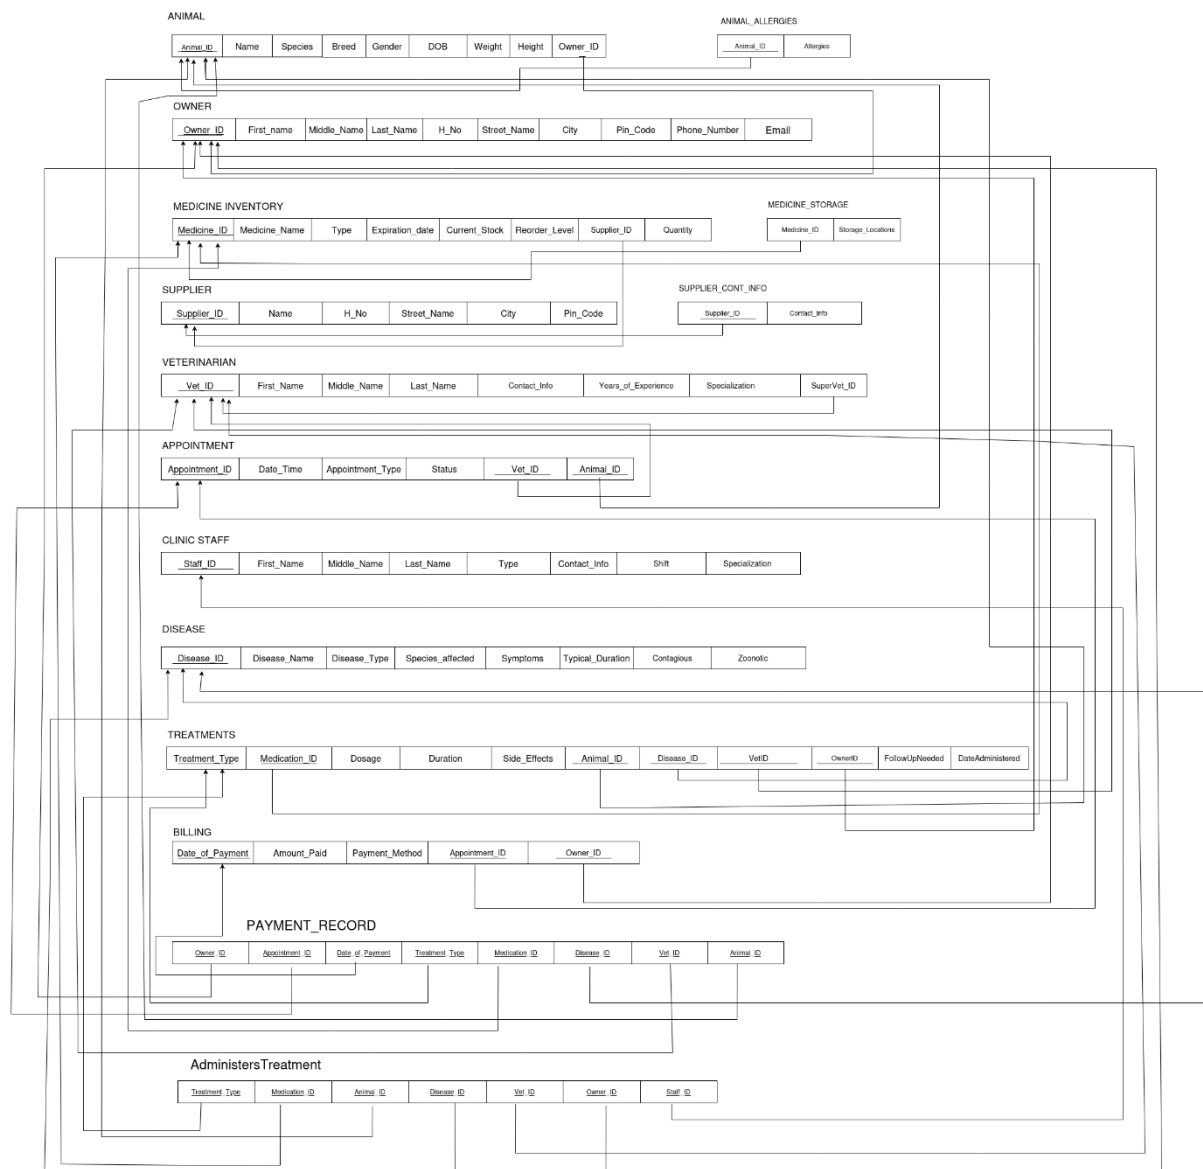 ANIMAL
ANIMAL_ALLERGIES
Animal_ID Name Species Breed Gender DOB Weight Height Owner_ID
Animal_ID Allergies
OWNER
Owner_ID First_name Middle_Name Last_Name H_No Street_Name City Pin_Code Phone_Number Email
MEDICINE INVENTORY
MEDICINE_STORAGE
Medicine_ID Medicine_Name Type Expiration_date Current_Stock Reorder_Level Supplier_ID Quantity
Medicine_ID Storage_Locations
SUPPLIER
SUPPLIER_CONT_INFO
Supplier_ID Name H_No Street_Name City Pin_Code
Supplier_ID Contact_Info
VETERINARIAN
Vet_ID First_Name Middle_Name Last_Name Contact_Info Years_of_Experience Specialization SuperVet_ID
APPOINTMENT
Appointment_ID Date_Time Appointment_Type Status Vet_ID Animal_ID
CLINIC STAFF
Staff_ID First_Name Middle_Name Last_Name Type Contact_Info Shift Specialization
DISEASE
Disease_ID Disease_Name Disease_Type Species_affected Symptoms Typical_Duration Contagious Zoonotic
TREATMENTS
Treatment_Type Medication_ID Dosage Duration Side_Effects Animal_ID Disease_ID VetID OwnerID FollowUpNeeded DateAdministered
BILLING
Date_of_Payment Amount_Paid Payment_Method Appointment_ID Owner_ID
PAYMENT_RECORD
Owner_ID Appointment_ID Date_of_Payment Treatment_Type Medication_ID Disease_ID Vet_ID Animal_ID
AdministersTreatment
Treatment_Type Medication_ID Animal_ID Disease_ID Vet_ID Owner_ID Staff_ID